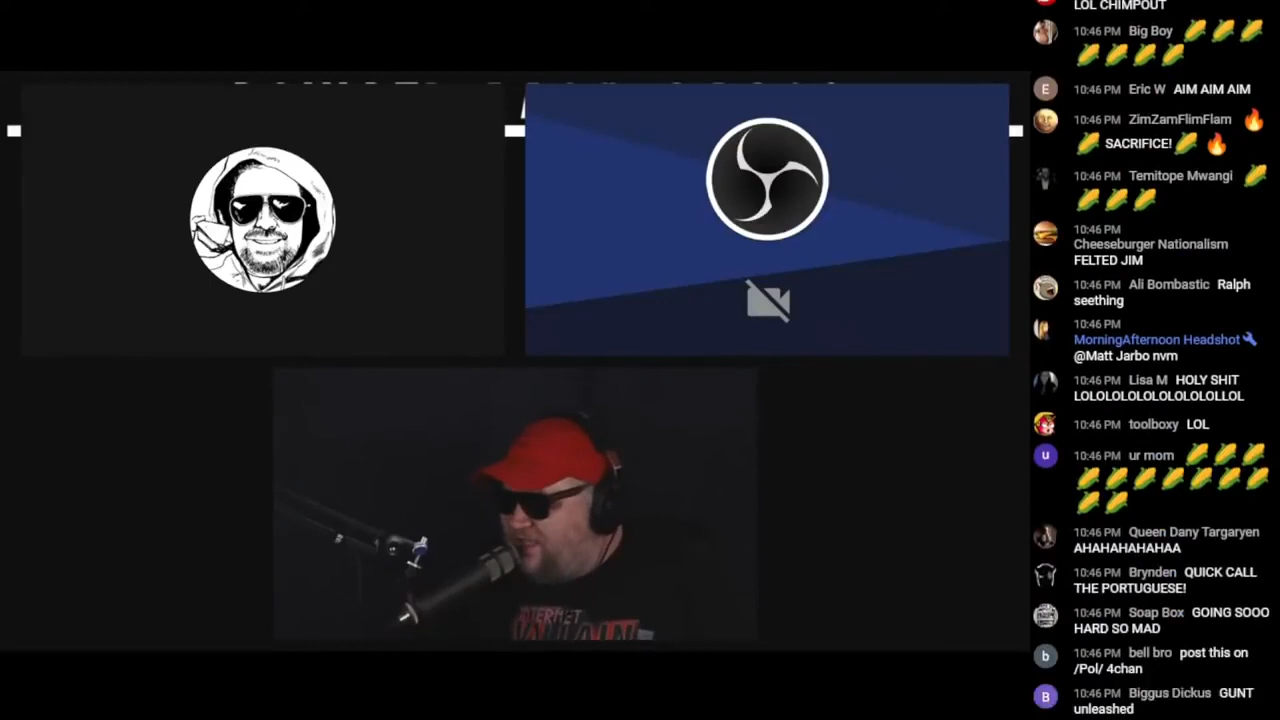 LOL CHIMPOUT
10:46 PM Big Boy 🌽🌽🌽
🌽🌽🌽🌽
10:46 PM Eric W AIM AIM AIM
10:46 PM ZimZamFlimFlam 🔥
🌽 SACRIFICE! 🌽 🔥
10:46 PM Temitope Mwangi 🌽
🌽🌽🌽
10:46 PM
Cheeseburger Nationalism
FELTED JIM
10:46 PM Ali Bombastic Ralph
seething
10:46 PM
MorningAfternoon Headshot
@Matt Jarbo nvm
10:46 PM Lisa M HOLY SHIT
LOLOLOLOLOLOLOLOLLOL
10:46 PM toolboxy LOL
u 10:46 PM ur mom 🌽🌽🌽
🌽🌽🌽🌽🌽🌽🌽
🌽🌽
10:46 PM Queen Dany Targaryen
AHAHAHAHAHAA
10:46 PM Brynden QUICK CALL
THE PORTUGUESE!
10:46 PM Soap Box GOING SOOO
HARD SO MAD
b 10:46 PM bell bro post this on
/Pol/ 4chan
B 10:46 PM Biggus Dickus GUNT
unleashed
INTERNET